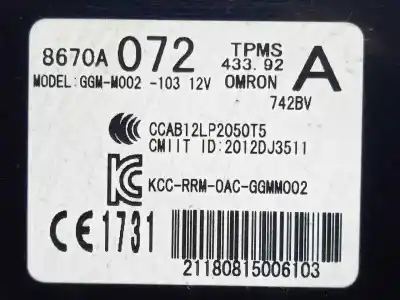 8670A 072 TPMS 433.92 A
MODEL:GGM-M002 -103 12V OMRON
742BV
CCAB12LP2050T5
CMIIT ID:2012DJ3511
KCC-RRM-OAC-GGMM002
CE 1731
21180815006103